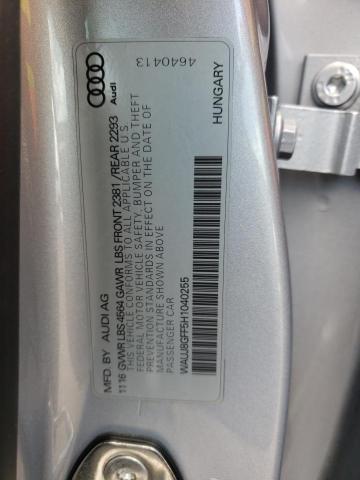 Audi
4640413
HUNGARY
MFD. BY AUDI AG
11 16 GVWR LBS 4564 GAWR LBS FRONT 2381 / REAR 2293
THIS VEHICLE CONFORMS TO ALL APPLICABLE U.S.
FEDERAL MOTOR VEHICLE SAFETY, BUMPER AND THEFT
PREVENTION STANDARDS IN EFFECT ON THE DATE OF
MANUFACTURE SHOWN ABOVE.
PASSENGER CAR
WAUJ8GFF5H1040255